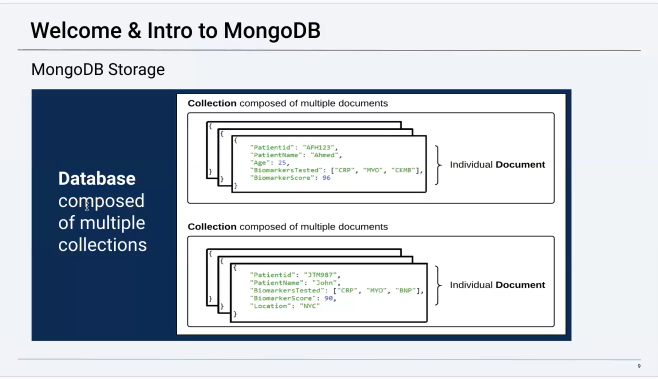 Welcome & Intro to MongoDB
MongoDB Storage
Database
composed
of multiple
collections
Collection composed of multiple documents
{
{
{
"Patientid": "AFH123",
"PatientName": "Ahmed",
"Age": 25,
"BiomarkersTested": ["CRP", "MYO", "CKMB"],
"BiomarkerScore": 96
}
}
}
Individual Document
Collection composed of multiple documents
{
{
{
"Patientid": "JTM987",
"PatientName": "John",
"BiomarkersTested": ["CRP", "MYO", "BNP"],
"BiomarkerScore": 90,
"Location": "NYC"
}
}
}
Individual Document
9